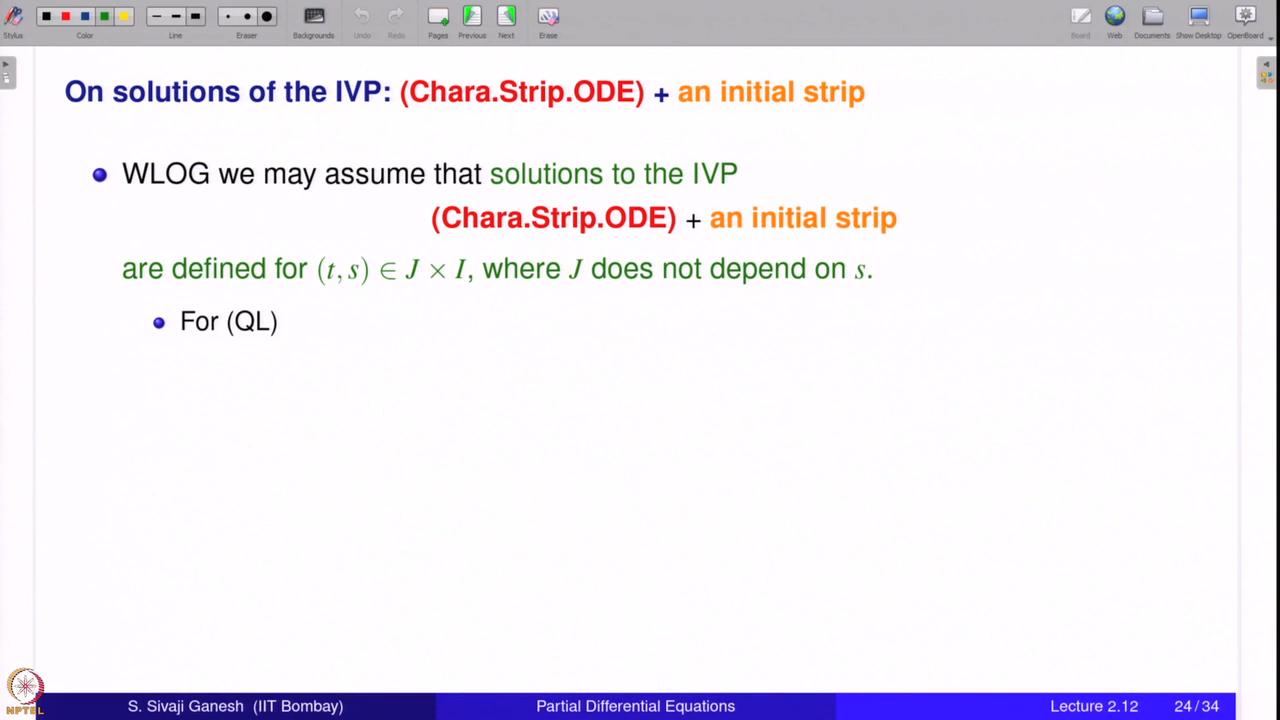 Stylus
Color
Line
Eraser
Backgrounds
Undo
Redo
Pages
Previous
Next
Erase
Board
Web
Documents
Show Desktop
OpenBoard
On solutions of the IVP: (Chara.Strip.ODE) + an initial strip
WLOG we may assume that solutions to the IVP
(Chara.Strip.ODE) + an initial strip
are defined for (t, s) ∈ J × I, where J does not depend on s.
For (QL)
NPTEL
S. Sivaji Ganesh (IIT Bombay)
Partial Differential Equations
Lecture 2.12
24 / 34